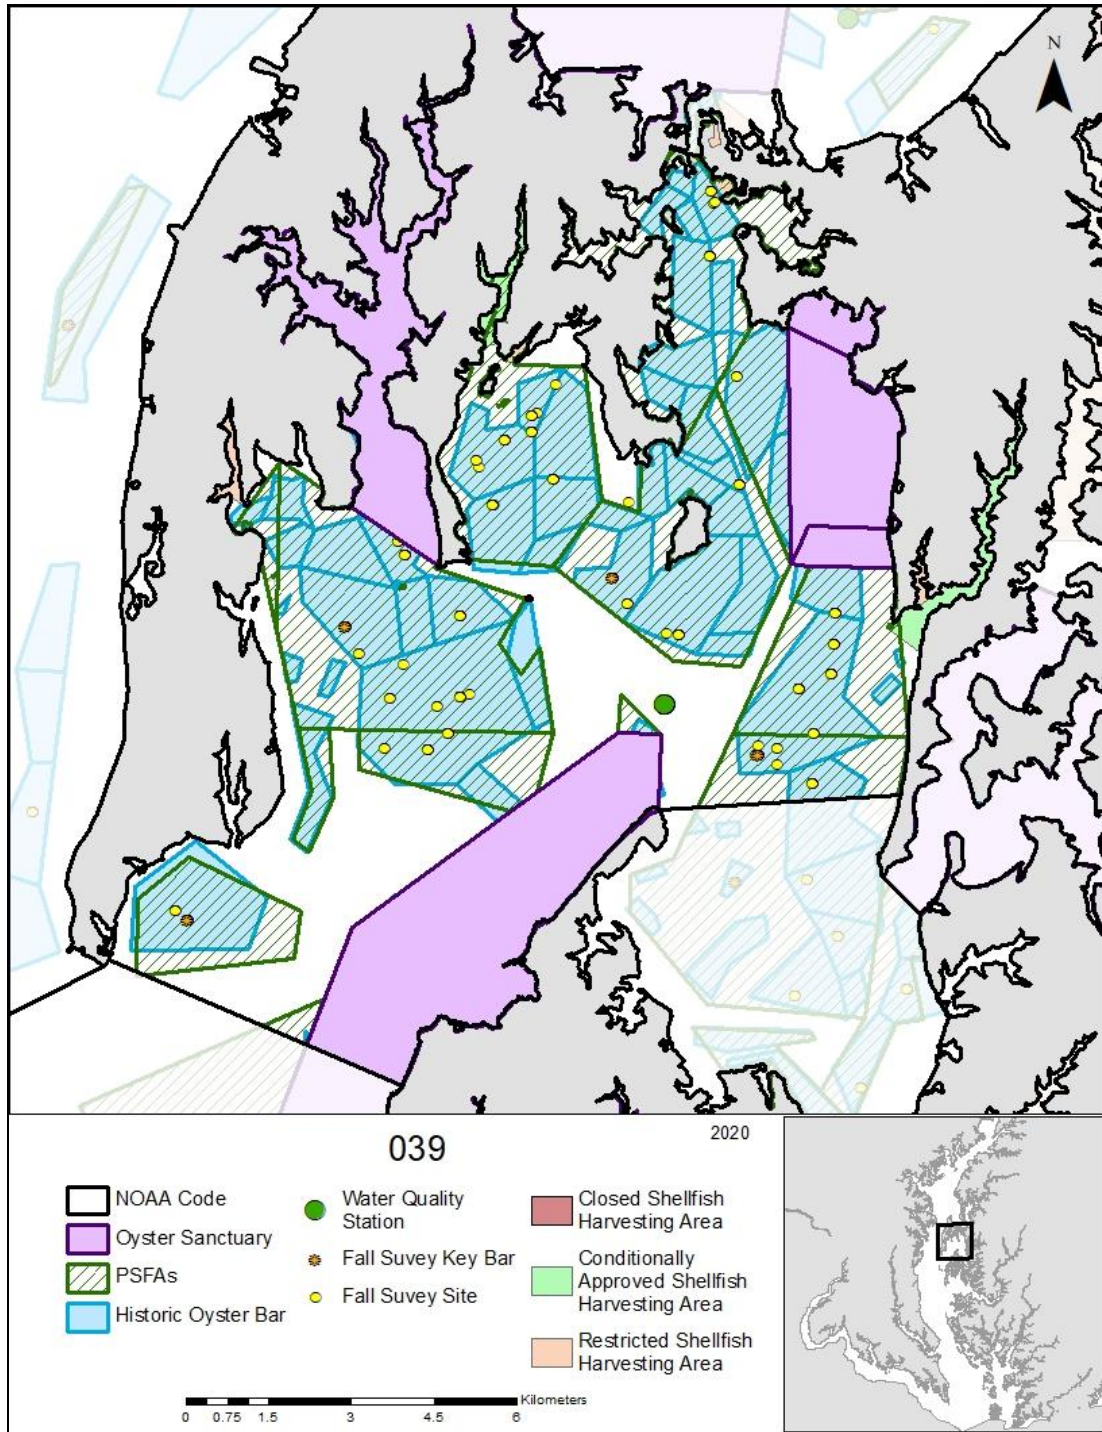 N
039
2020
NOAA Code
Oyster Sanctuary
PSFAs
Historic Oyster Bar
Water Quality
Station
Fall Suvey Key Bar
Fall Suvey Site
Closed Shellfish
Harvesting Area
Conditionally
Approved Shellfish
Harvesting Area
Restricted Shellfish
Harvesting Area
Kilometers
0 0.75 1.5 3 4.5 6